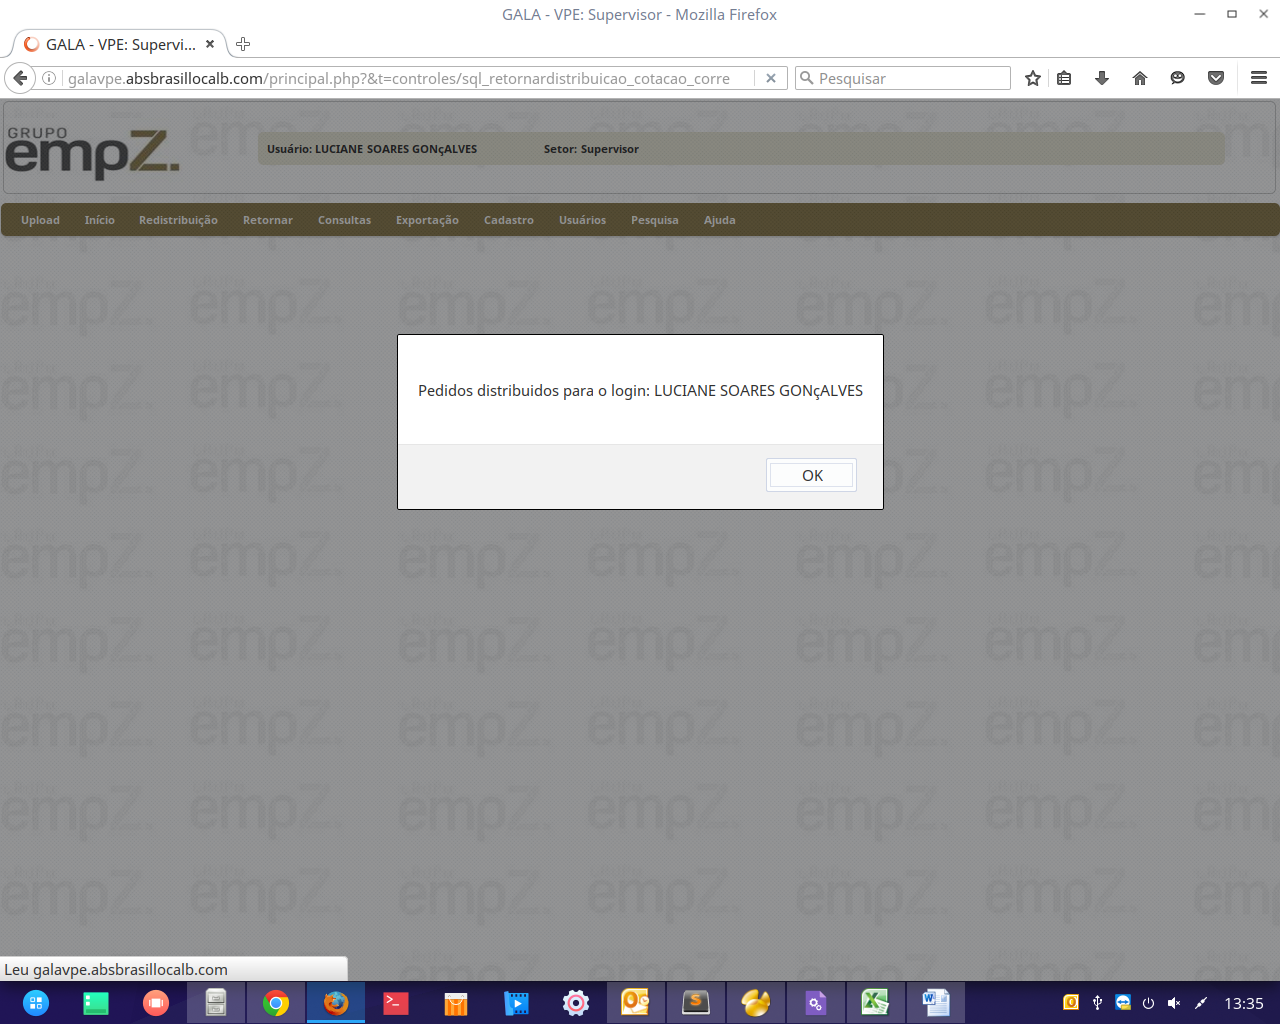 GALA - VPE: Supervisor - Mozilla Firefox
GALA - VPE: Supervi...
galavpe.absbrasillocalb.com/principal.php?&t=controles/sql_retornardistribuicao_cotacao_corre
Pesquisar
GRUPO
empZ.
Usuário: LUCIANE SOARES GONçALVES Setor: Supervisor
Upload Início Redistribuição Retornar Consultas Exportação Cadastro Usuários Pesquisa Ajuda
Pedidos distribuidos para o login: LUCIANE SOARES GONçALVES
OK
Leu galavpe.absbrasillocalb.com
13:35